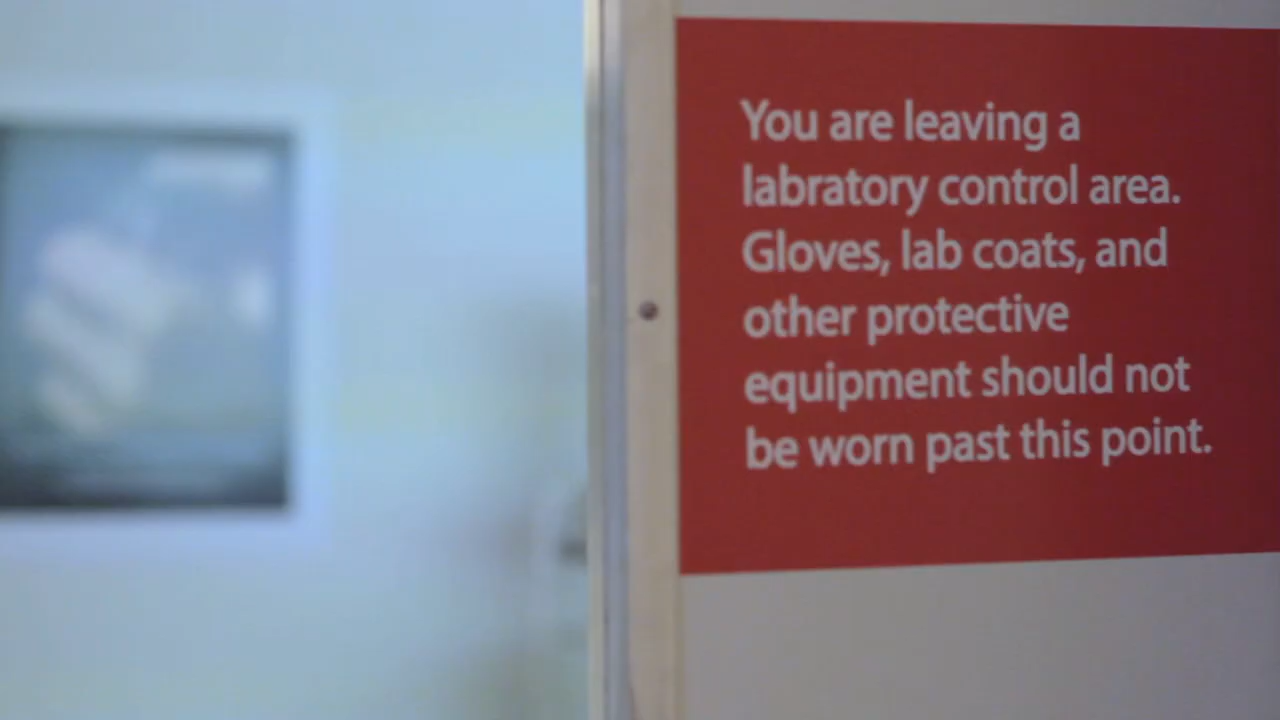 You are leaving a
labratory control area.
Gloves, lab coats, and
other protective
equipment should not
be worn past this point.